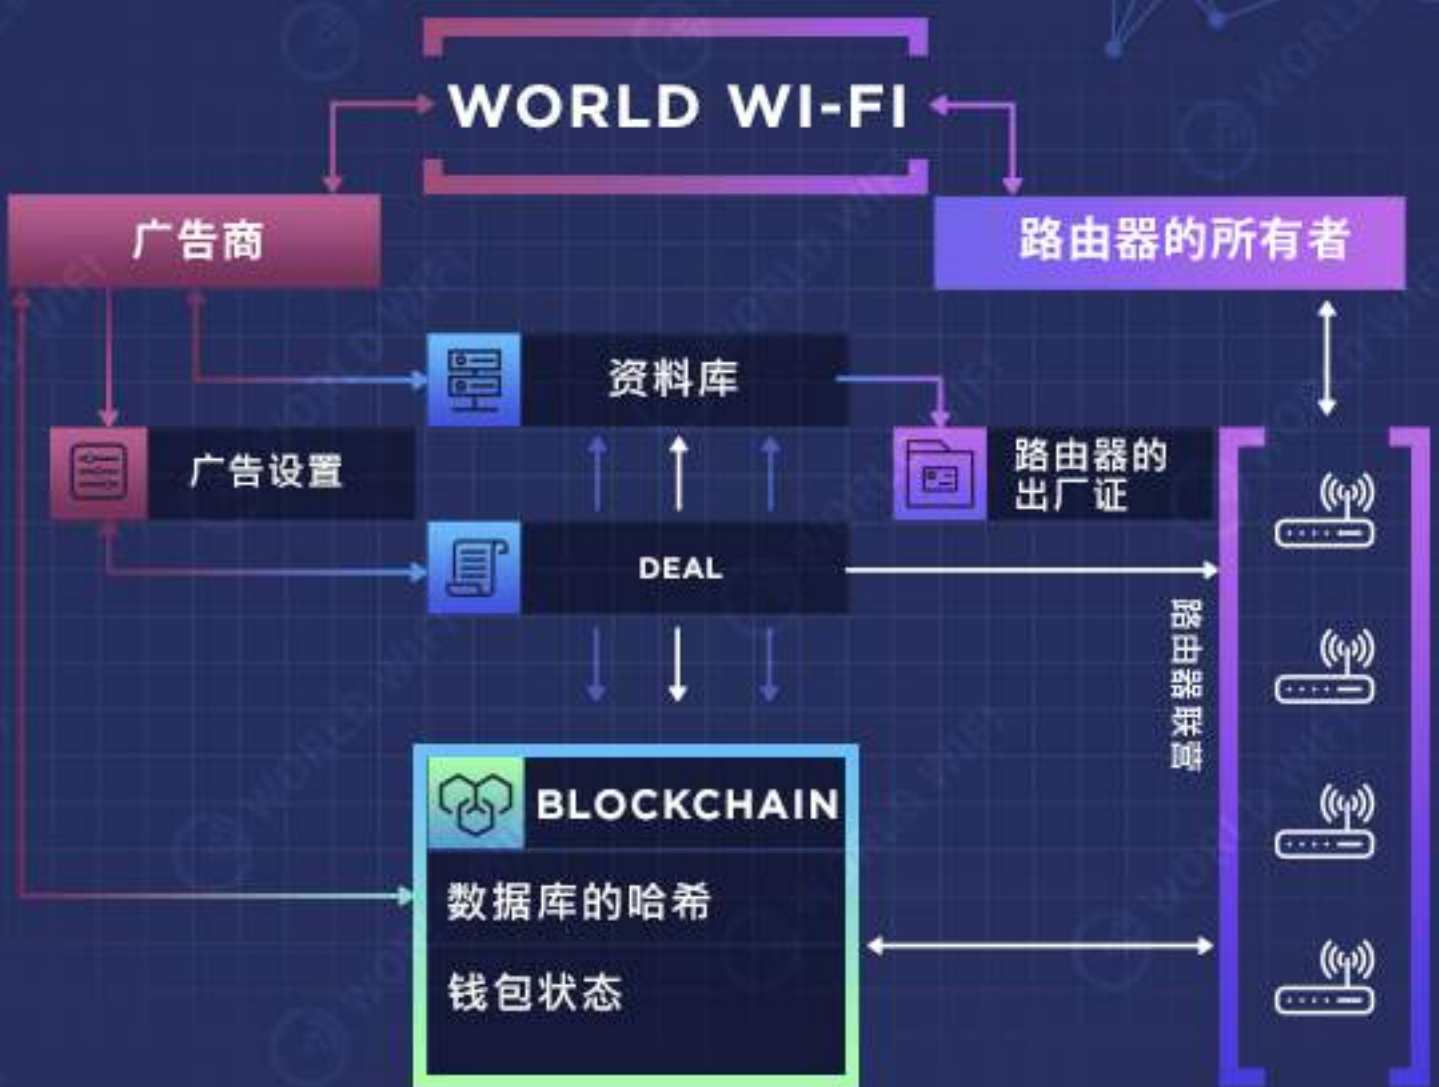 WORLD WI-FI
广告商
路由器的所有者
资料库
广告设置
路由器的
出厂证
DEAL
路由器联营
BLOCKCHAIN
数据库的哈希
钱包状态
WORLD WIFI